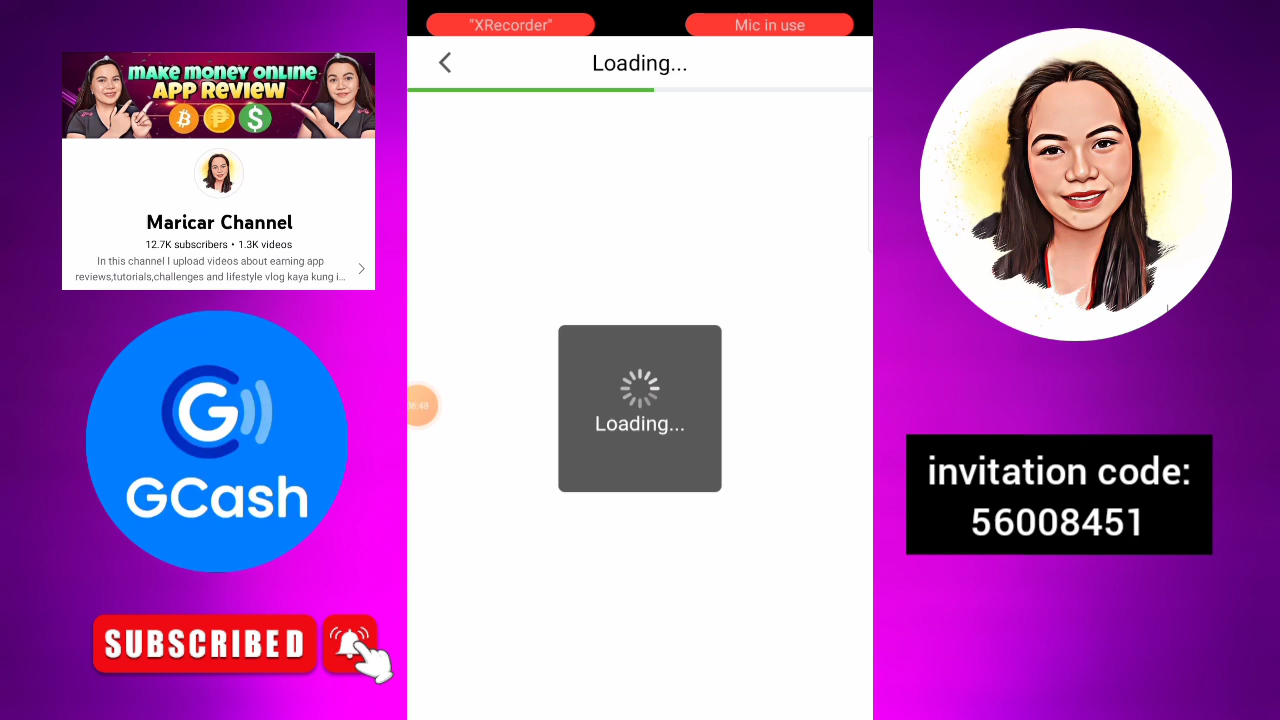 MAKE MONEY ONLINE
APP REVIEW
Maricar Channel
12.7K subscribers • 1.3K videos
In this channel I upload videos about earning app
reviews,tutorials,challenges and lifestyle vlog kaya kung i...
GCash
SUBSCRIBED
"XRecorder"
Mic in use
Loading...
Loading...
invitation code:
56008451